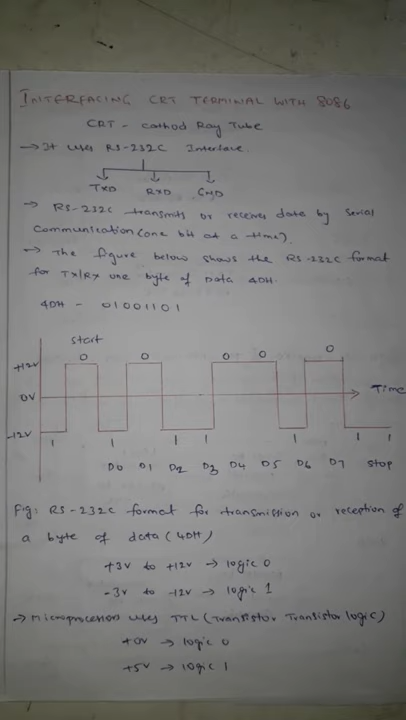 INTERFACING CRT TERMINAL WITH 8086
CRT - Cathod Ray Tube
→ It uses RS-232C Interface.
TXD RXD GND
→ RS-232C transmits or receives data by Serial
Communication (one bit at a time).
→ The figure below shows the RS-232C format
for TX/RX one byte of Data 4DH.
4DH - 01001101
start
0 0 0 0 0
+12V
0V
Time
-12V
1 1 1 1 1 1 1
D0 D1 D2 D3 D4 D5 D6 D7 stop
Fig: RS-232C format for transmission or reception of
a byte of data (4DH)
+3V to +12V → logic 0
-3V to -12V → logic 1
→ Microprocessors uses TTL (Transistor Transistor logic)
+0V → logic 0
+5V → logic 1